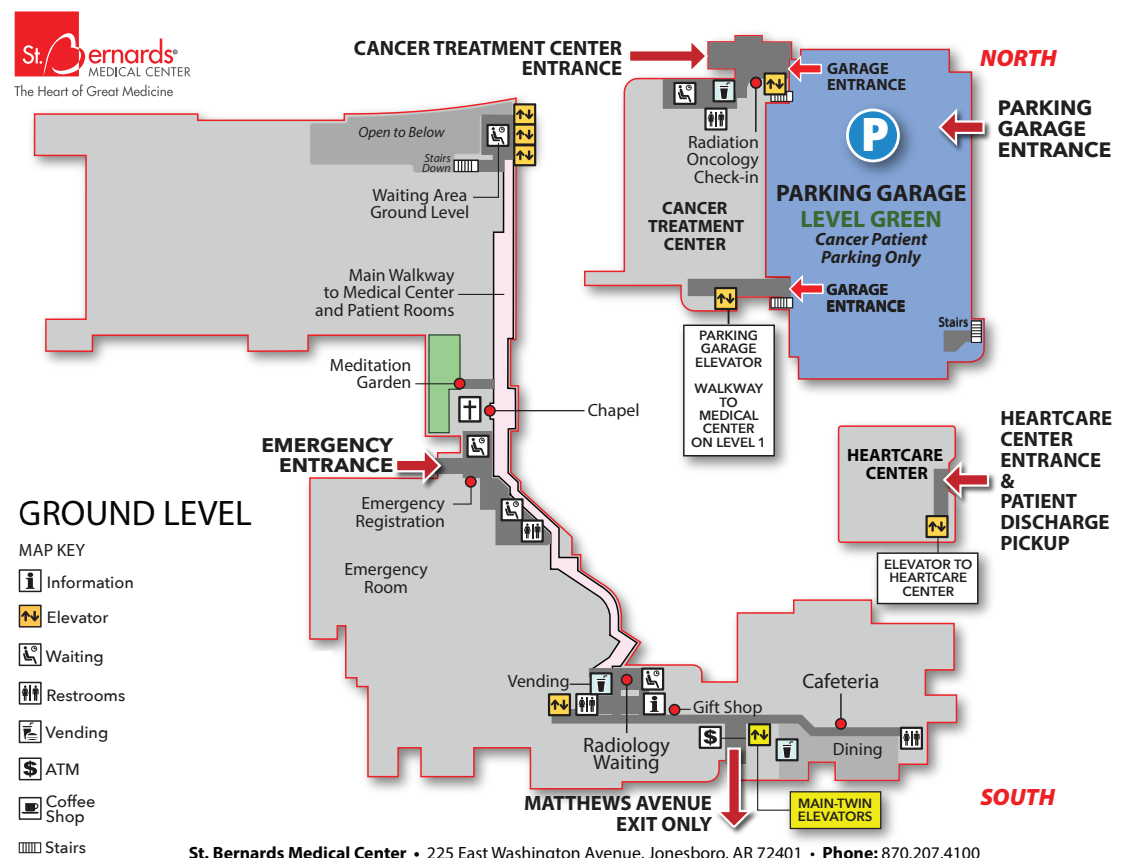 St. Bernards®
MEDICAL CENTER
The Heart of Great Medicine
CANCER TREATMENT CENTER
ENTRANCE
NORTH
GARAGE
ENTRANCE
PARKING
GARAGE
ENTRANCE
P
Open to Below
Stairs
Down
Waiting Area
Ground Level
Radiation
Oncology
Check-in
PARKING GARAGE
LEVEL GREEN
Cancer Patient
Parking Only
CANCER
TREATMENT
CENTER
Main Walkway
to Medical Center
and Patient Rooms
GARAGE
ENTRANCE
Stairs
PARKING
GARAGE
ELEVATOR
WALKWAY
TO
MEDICAL
CENTER
ON LEVEL 1
Meditation
Garden
Chapel
EMERGENCY
ENTRANCE
HEARTCARE
CENTER
HEARTCARE
CENTER
ENTRANCE
&
PATIENT
DISCHARGE
PICKUP
Emergency
Registration
ELEVATOR TO
HEARTCARE
CENTER
Emergency
Room
GROUND LEVEL
MAP KEY
i Information
Elevator
Waiting
Restrooms
Vending
$ ATM
Coffee
Shop
Stairs
Vending
i
Gift Shop
Cafeteria
$
Radiology
Waiting
Dining
MATTHEWS AVENUE
EXIT ONLY
MAIN-TWIN
ELEVATORS
SOUTH
St. Bernards Medical Center • 225 East Washington Avenue, Jonesboro, AR 72401 • Phone: 870.207.4100